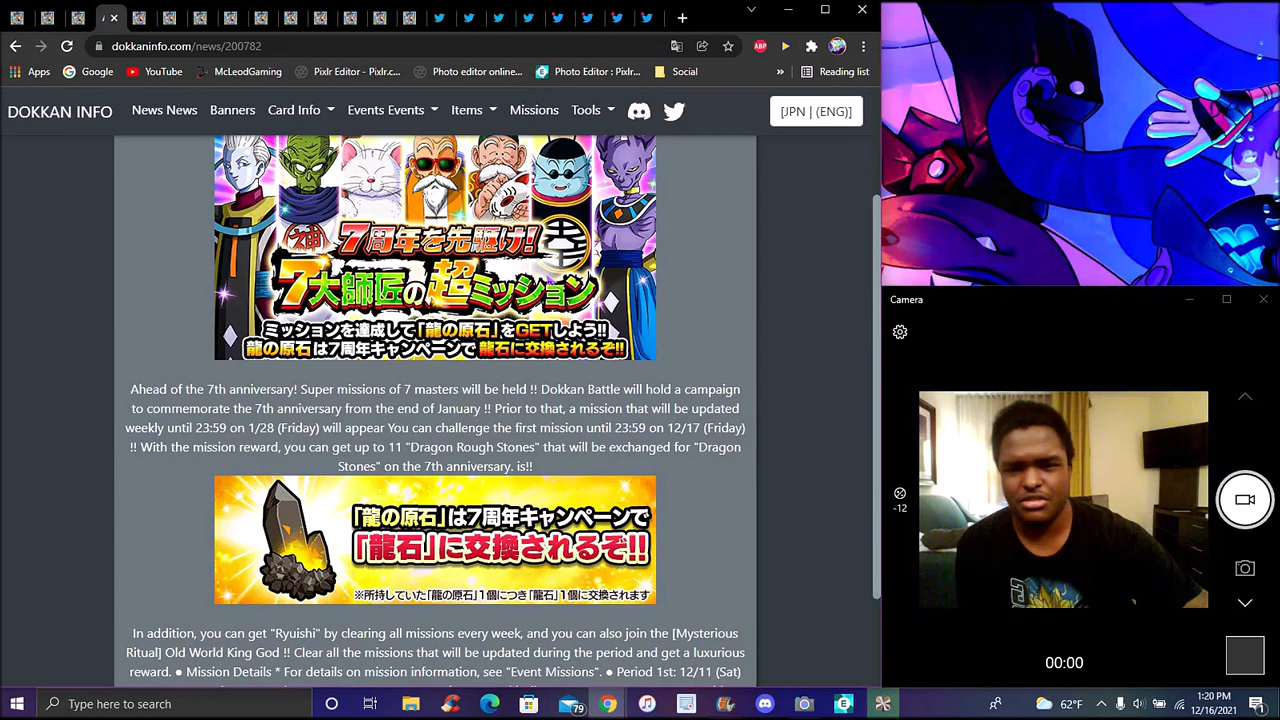 dokkaninfo.com/news/200782
ABP
Apps
Google
YouTube
McLeodGaming
Pixlr Editor - Pixlr.c...
Photo editor online...
Photo Editor : Pixlr...
Social
»
Reading list
DOKKAN INFO
News News
Banners
Card Info
Events Events
Items
Missions
Tools
[JPN | (ENG)]
神
7周年を先駆け!
7大師匠の超ミッション
ミッションを達成して「龍の原石」をGETしよう!!
龍の原石は7周年キャンペーンで龍石に交換されるぞ!!
Ahead of the 7th anniversary! Super missions of 7 masters will be held !! Dokkan Battle will hold a campaign
to commemorate the 7th anniversary from the end of January !! Prior to that, a mission that will be updated
weekly until 23:59 on 1/28 (Friday) will appear You can challenge the first mission until 23:59 on 12/17 (Friday)
!! With the mission reward, you can get up to 11 "Dragon Rough Stones" that will be exchanged for "Dragon
Stones" on the 7th anniversary. is!!
「龍の原石」は7周年キャンペーンで
「龍石」に交換されるぞ!!
※所持していた「龍の原石」1個につき「龍石」1個に交換されます
In addition, you can get "Ryuishi" by clearing all missions every week, and you can also join the [Mysterious
Ritual] Old World King God !! Clear all the missions that will be updated during the period and get a luxurious
reward. ● Mission Details * For details on mission information, see "Event Missions". ● Period 1st: 12/11 (Sat)
Camera
-12
00:00
Type here to search
79
62°F
1:20 PM
12/16/2021